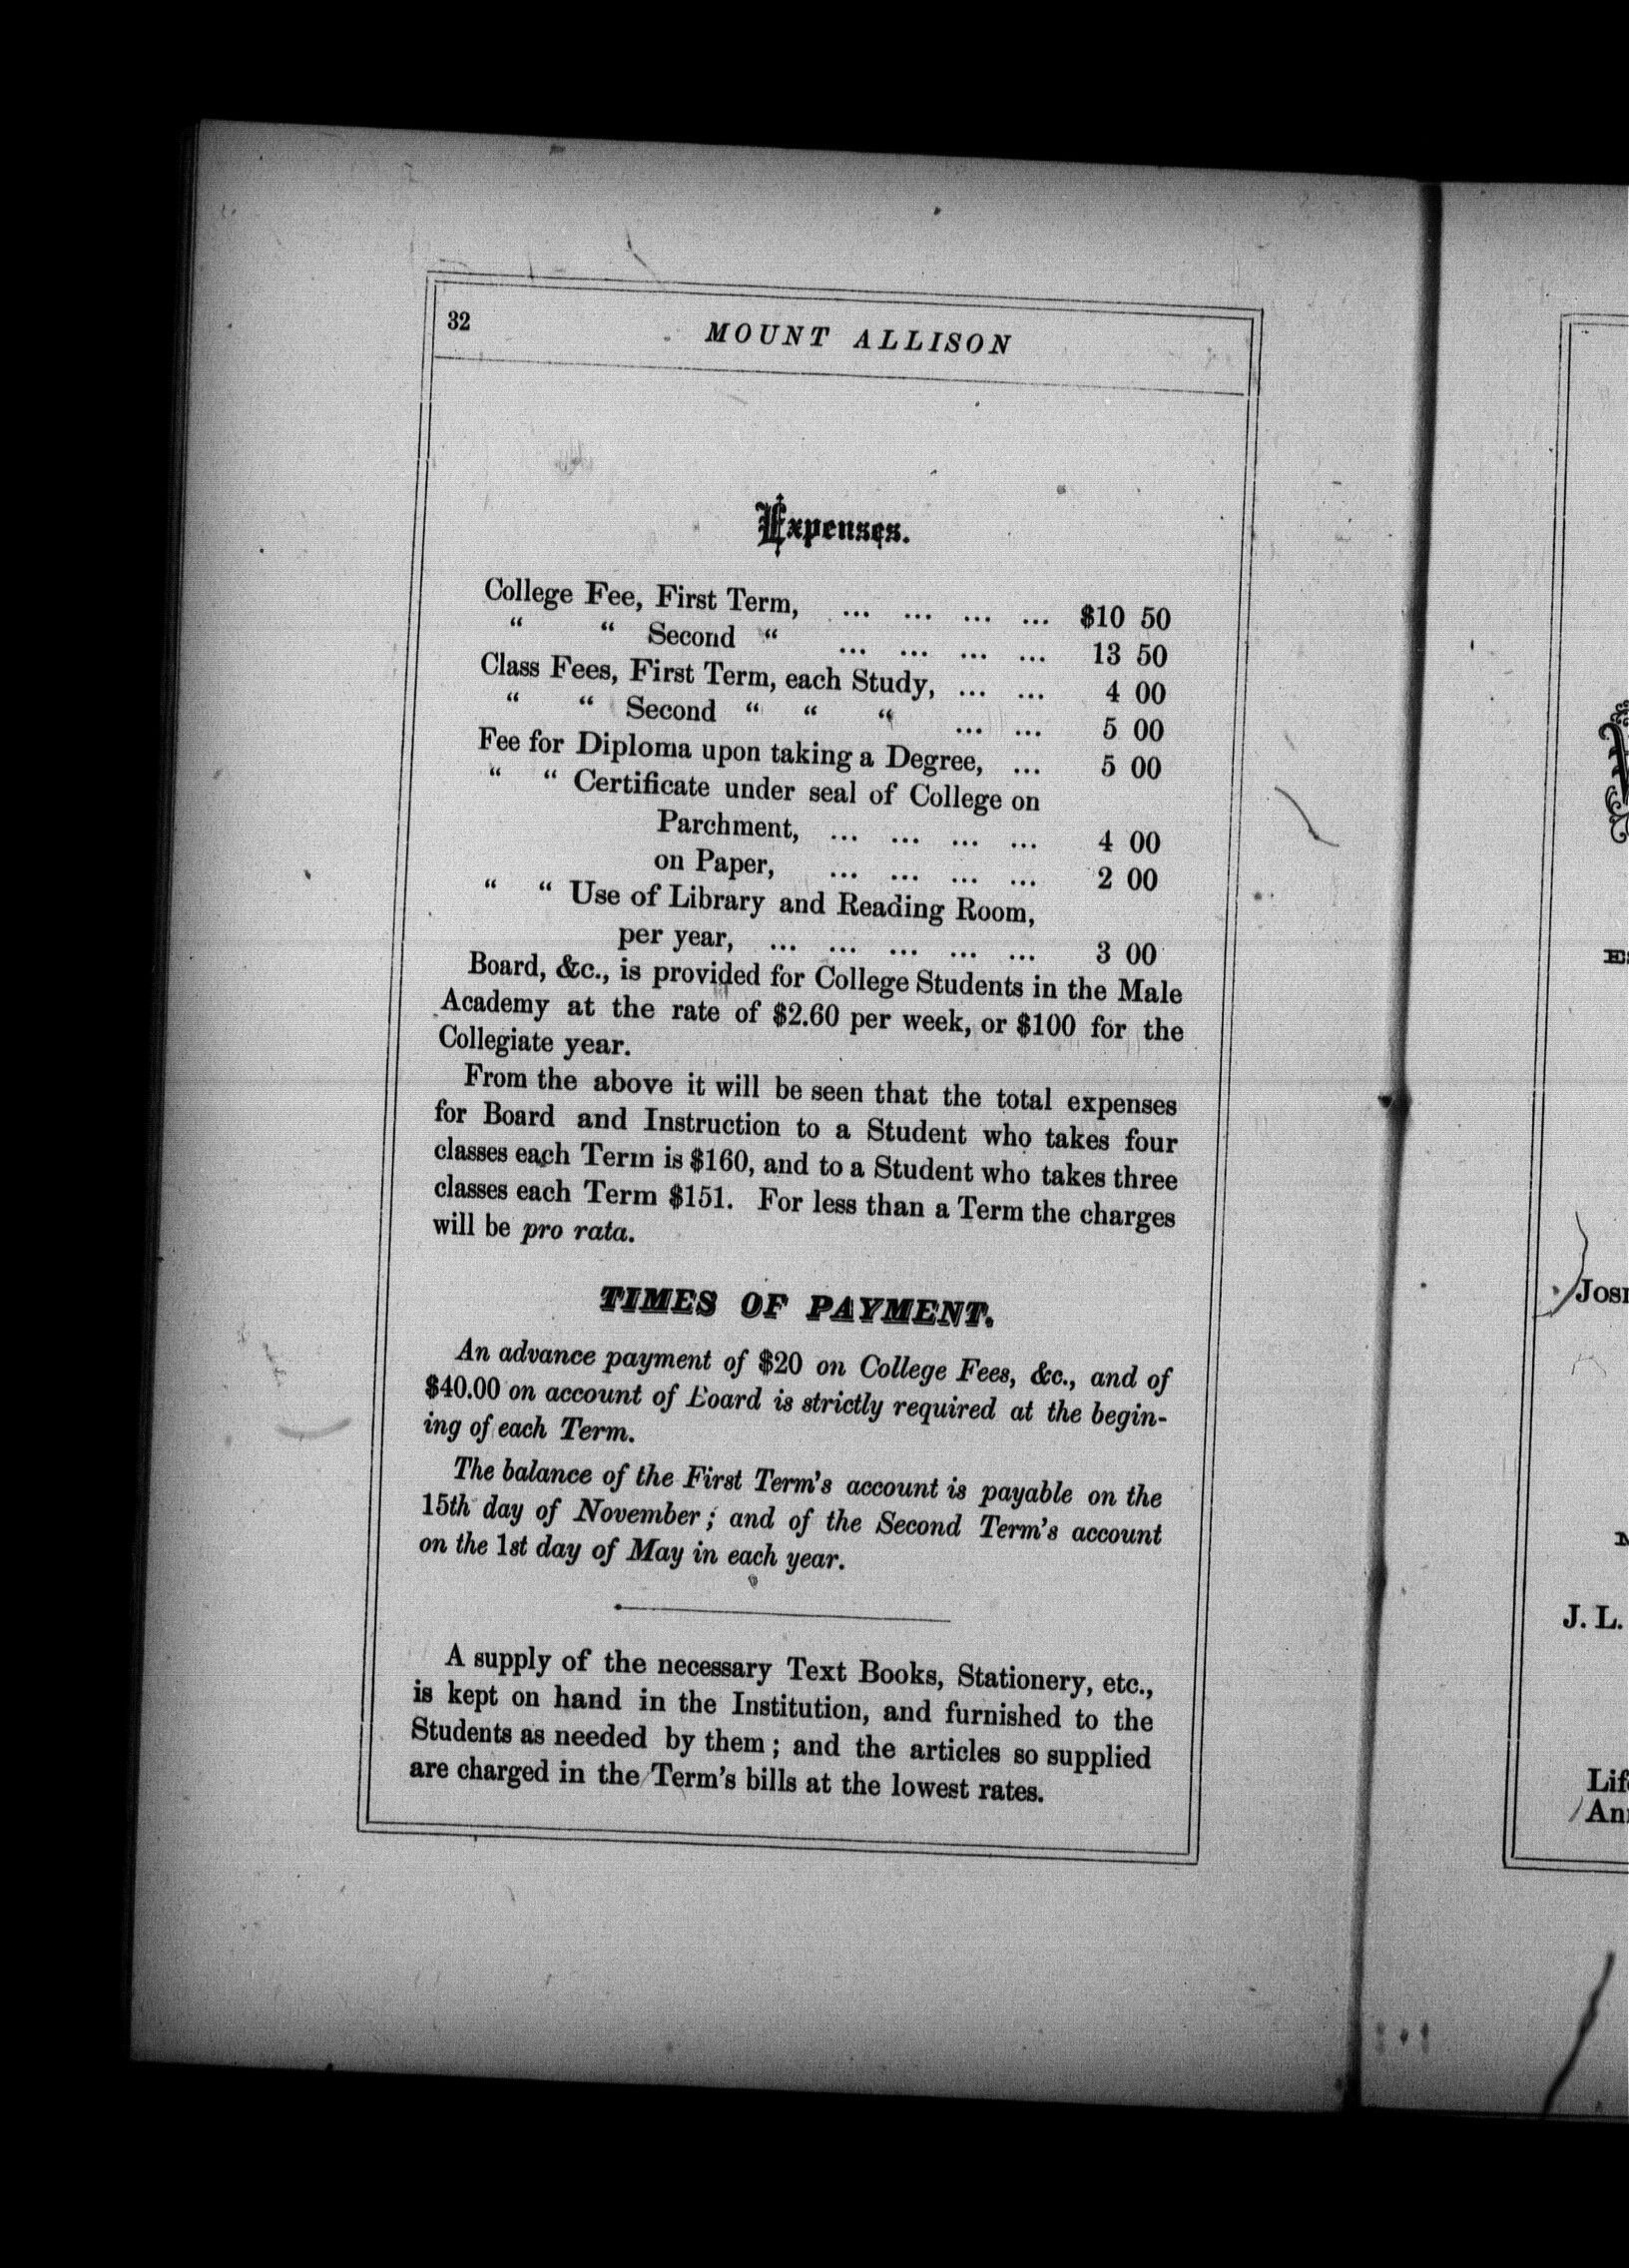 32
MOUNT ALLISON
Expenses.
College Fee, First Term, ... ... ... ... $10 50
“ “ Second “ ... ... ... ... 13 50
Class Fees, First Term, each Study, ... ... 4 00
“ “ Second “ “ “ ... ... 5 00
Fee for Diploma upon taking a Degree, ... 5 00
“ “ Certificate under seal of College on
Parchment, ... ... ... ... 4 00
on Paper, ... ... ... ... 2 00
“ “ Use of Library and Reading Room,
per year, ... ... ... ... ... 3 00
Board, &c., is provided for College Students in the Male
Academy at the rate of $2.60 per week, or $100 for the
Collegiate year.
From the above it will be seen that the total expenses
for Board and Instruction to a Student who takes four
classes each Term is $160, and to a Student who takes three
classes each Term $151. For less than a Term the charges
will be pro rata.
TIMES OF PAYMENT.
An advance payment of $20 on College Fees, &c., and of
$40.00 on account of Board is strictly required at the begin-
ing of each Term.
The balance of the First Term's account is payable on the
15th day of November; and of the Second Term's account
on the 1st day of May in each year.
A supply of the necessary Text Books, Stationery, etc.,
is kept on hand in the Institution, and furnished to the
Students as needed by them; and the articles so supplied
are charged in the Term's bills at the lowest rates.
J. L.